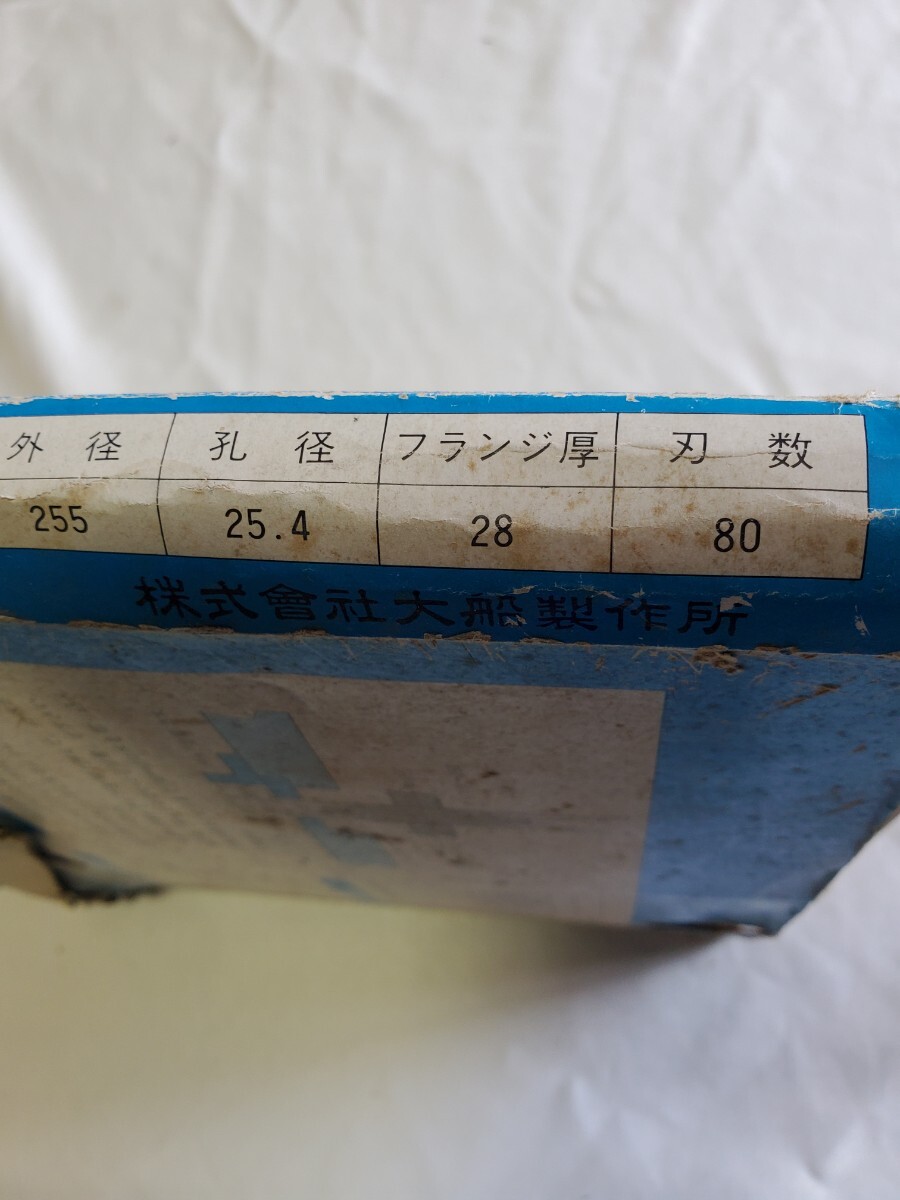 外径 孔径 フランジ厚 刃数
255 25.4 28 80
株式會社大船製作所